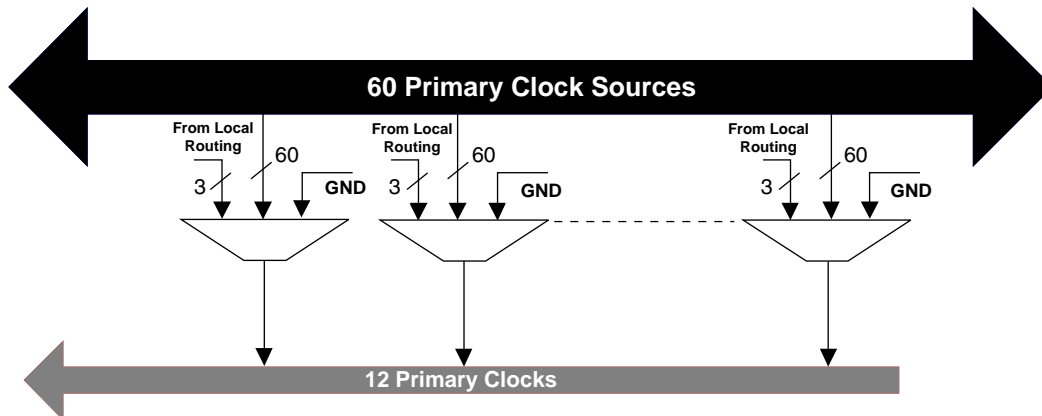 60 Primary Clock Sources
From Local
Routing
3
60
GND
From Local
Routing
3
60
GND
From Local
Routing
3
60
GND
12 Primary Clocks